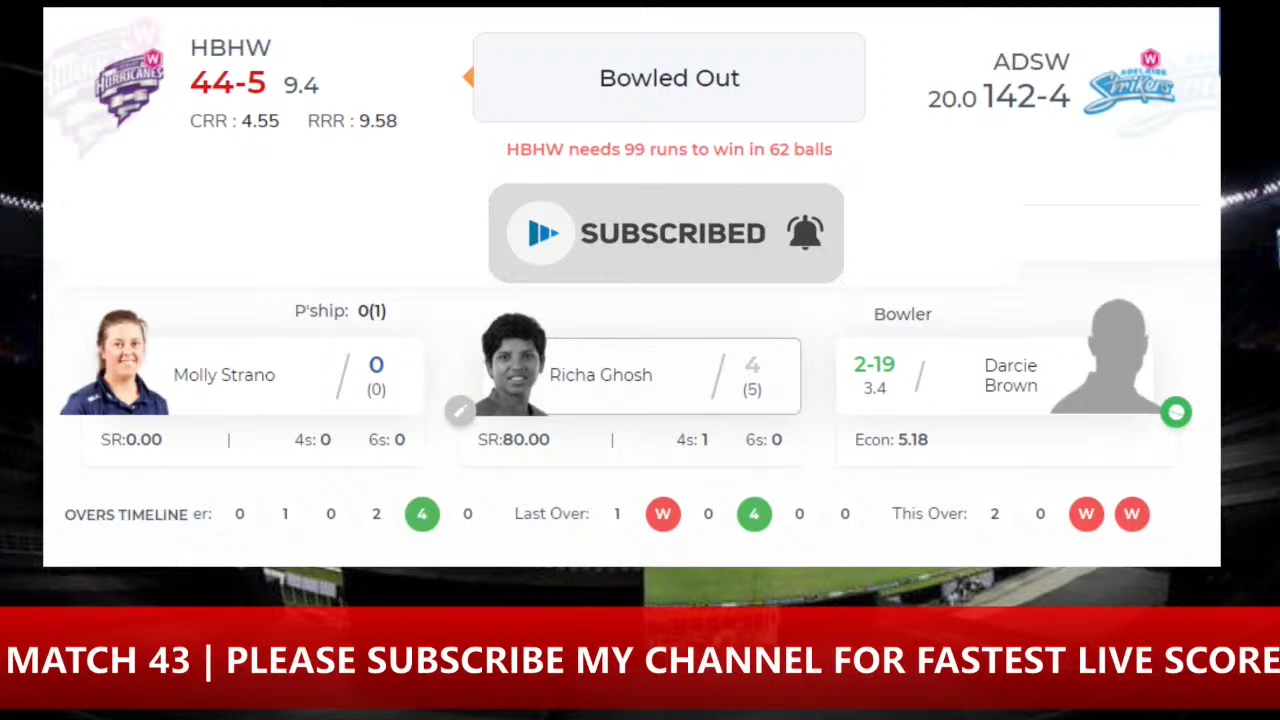 HBHW
44-5 9.4
CRR : 4.55 RRR : 9.58
Bowled Out
HBHW needs 99 runs to win in 62 balls
ADSW
20.0 142-4
HURRICANES
W
W
ADELAIDE
Strikers
SUBSCRIBED
P'ship: 0(1)
Molly Strano / 0
(0)
SR:0.00 | 4s: 0 6s: 0
Richa Ghosh / 4
(5)
SR:80.00 | 4s: 1 6s: 0
Bowler
2-19 / Darcie
3.4 Brown
Econ: 5.18
OVERS TIMELINE er: 0 1 0 2 4 0 Last Over: 1 W 0 4 0 0 This Over: 2 0 W W
MATCH 43 | PLEASE SUBSCRIBE MY CHANNEL FOR FASTEST LIVE SCORE